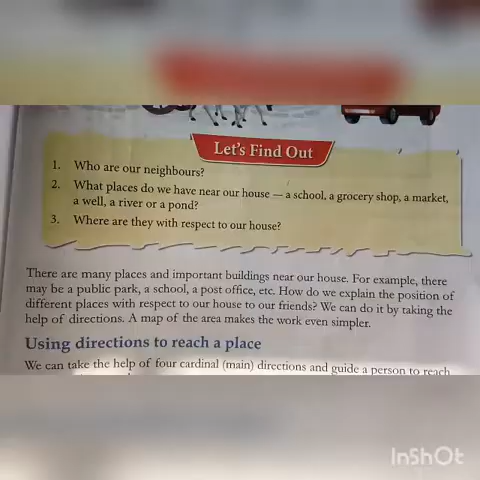 Let's Find Out
1. Who are our neighbours?
2. What places do we have near our house — a school, a grocery shop, a market,
a well, a river or a pond?
3. Where are they with respect to our house?
There are many places and important buildings near our house. For example, there
may be a public park, a school, a post office, etc. How do we explain the position of
different places with respect to our house to our friends? We can do it by taking the
help of directions. A map of the area makes the work even simpler.
Using directions to reach a place
We can take the help of four cardinal (main) directions and guide a person to reach
InShOt